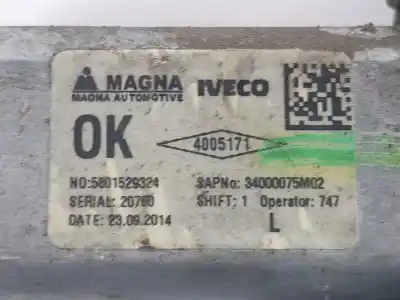 MAGNA IVECO
MAGNA AUTOMOTIVE
OK 4005171
NO:5801529324 SAPNo: 34000075M02
SERIAL: 20760 SHIFT: 1 Operator: 747
DATE: 23.09.2014 L